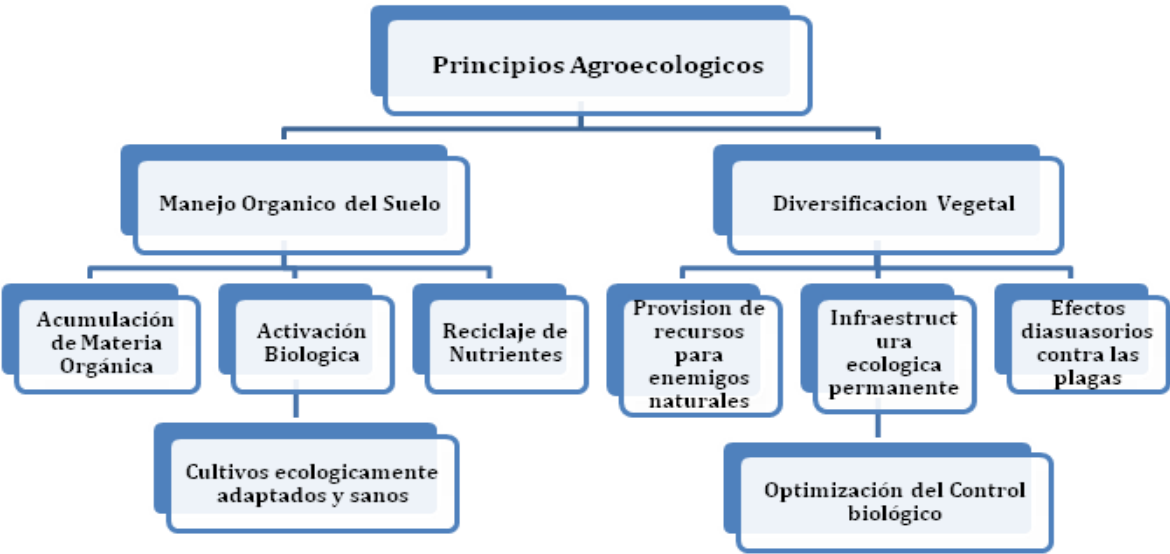 Principios Agroecologicos
Manejo Organico del Suelo
Diversificacion Vegetal
Acumulación
de Materia
Orgánica
Activación
Biologica
Reciclaje de
Nutrientes
Provision de
recursos
para
enemigos
naturales
Infraestruct
ura
ecologica
permanente
Efectos
diasuasorios
contra las
plagas
Cultivos ecologicamente
adaptados y sanos
Optimización del Control
biológico